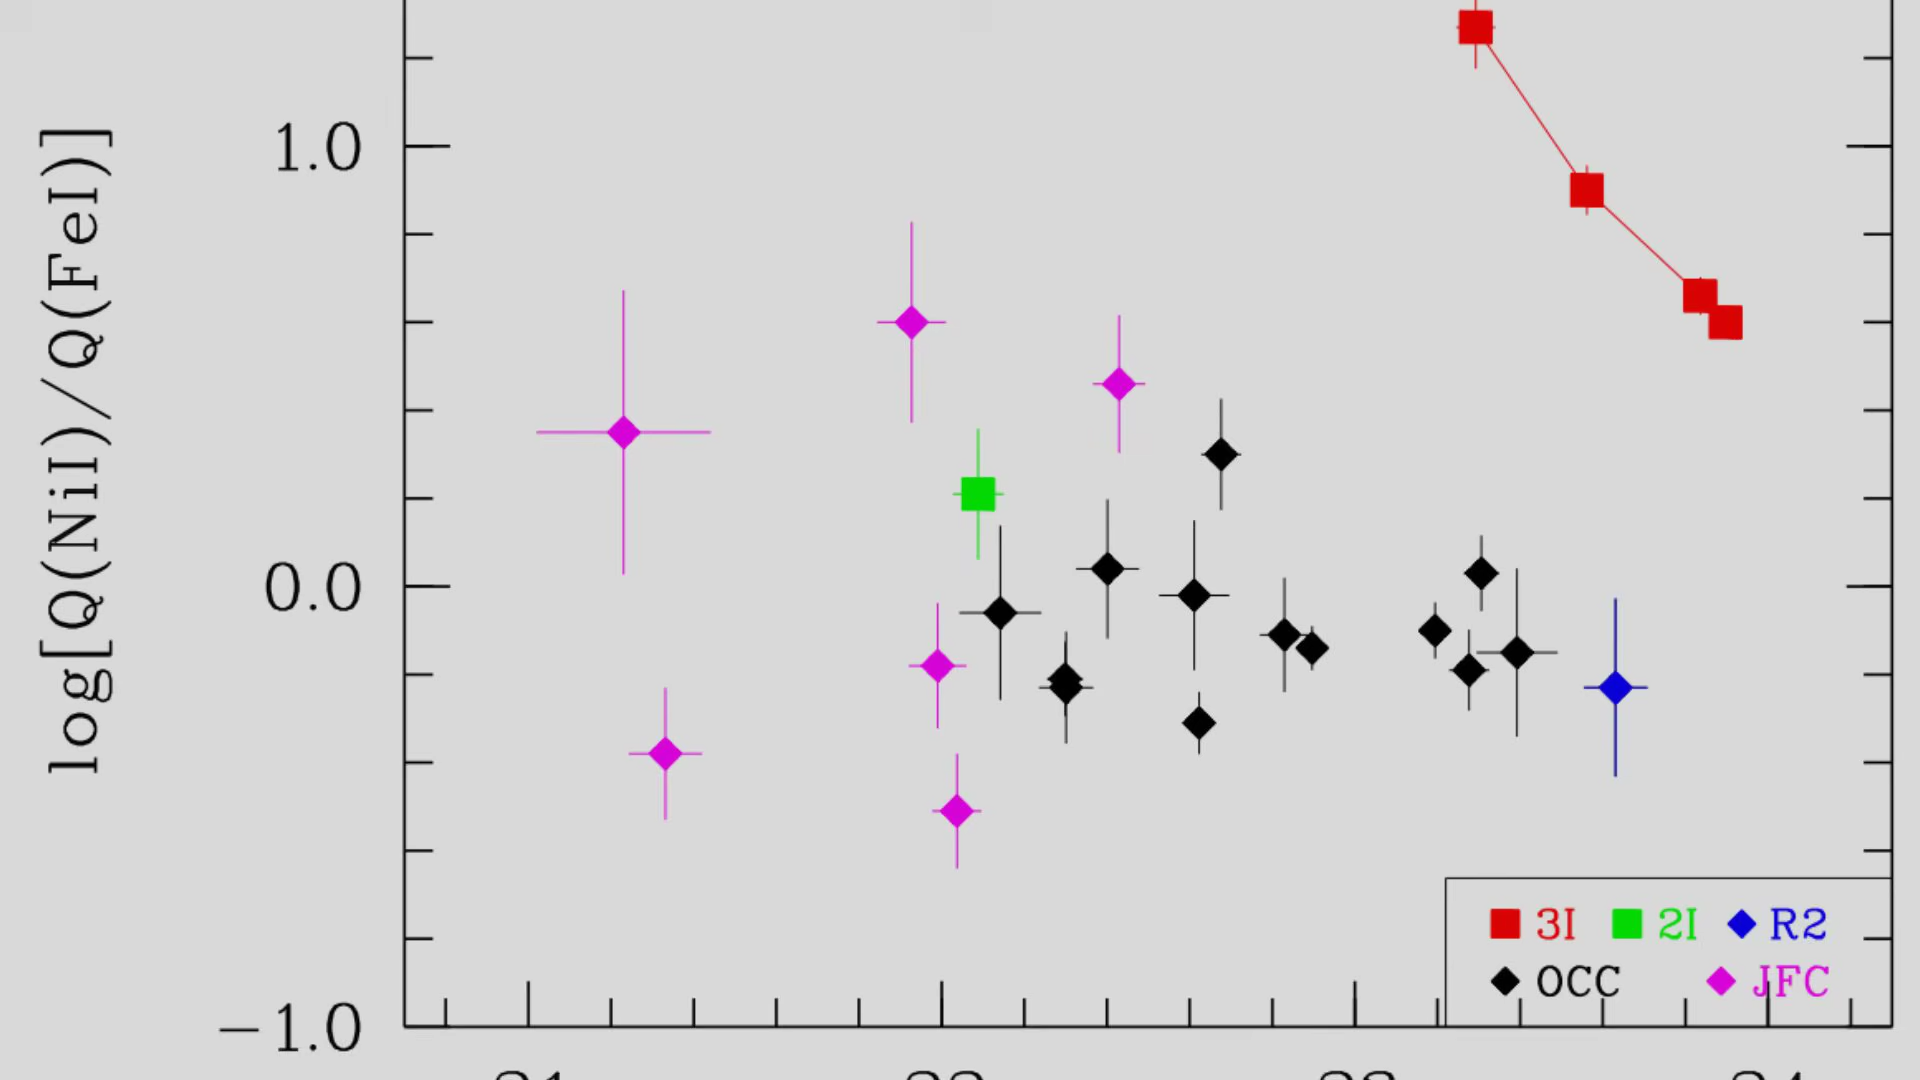 log[Q(NiI)/Q(FeI)]
1.0
0.0
−1.0
3I 2I R2
OCC JFC